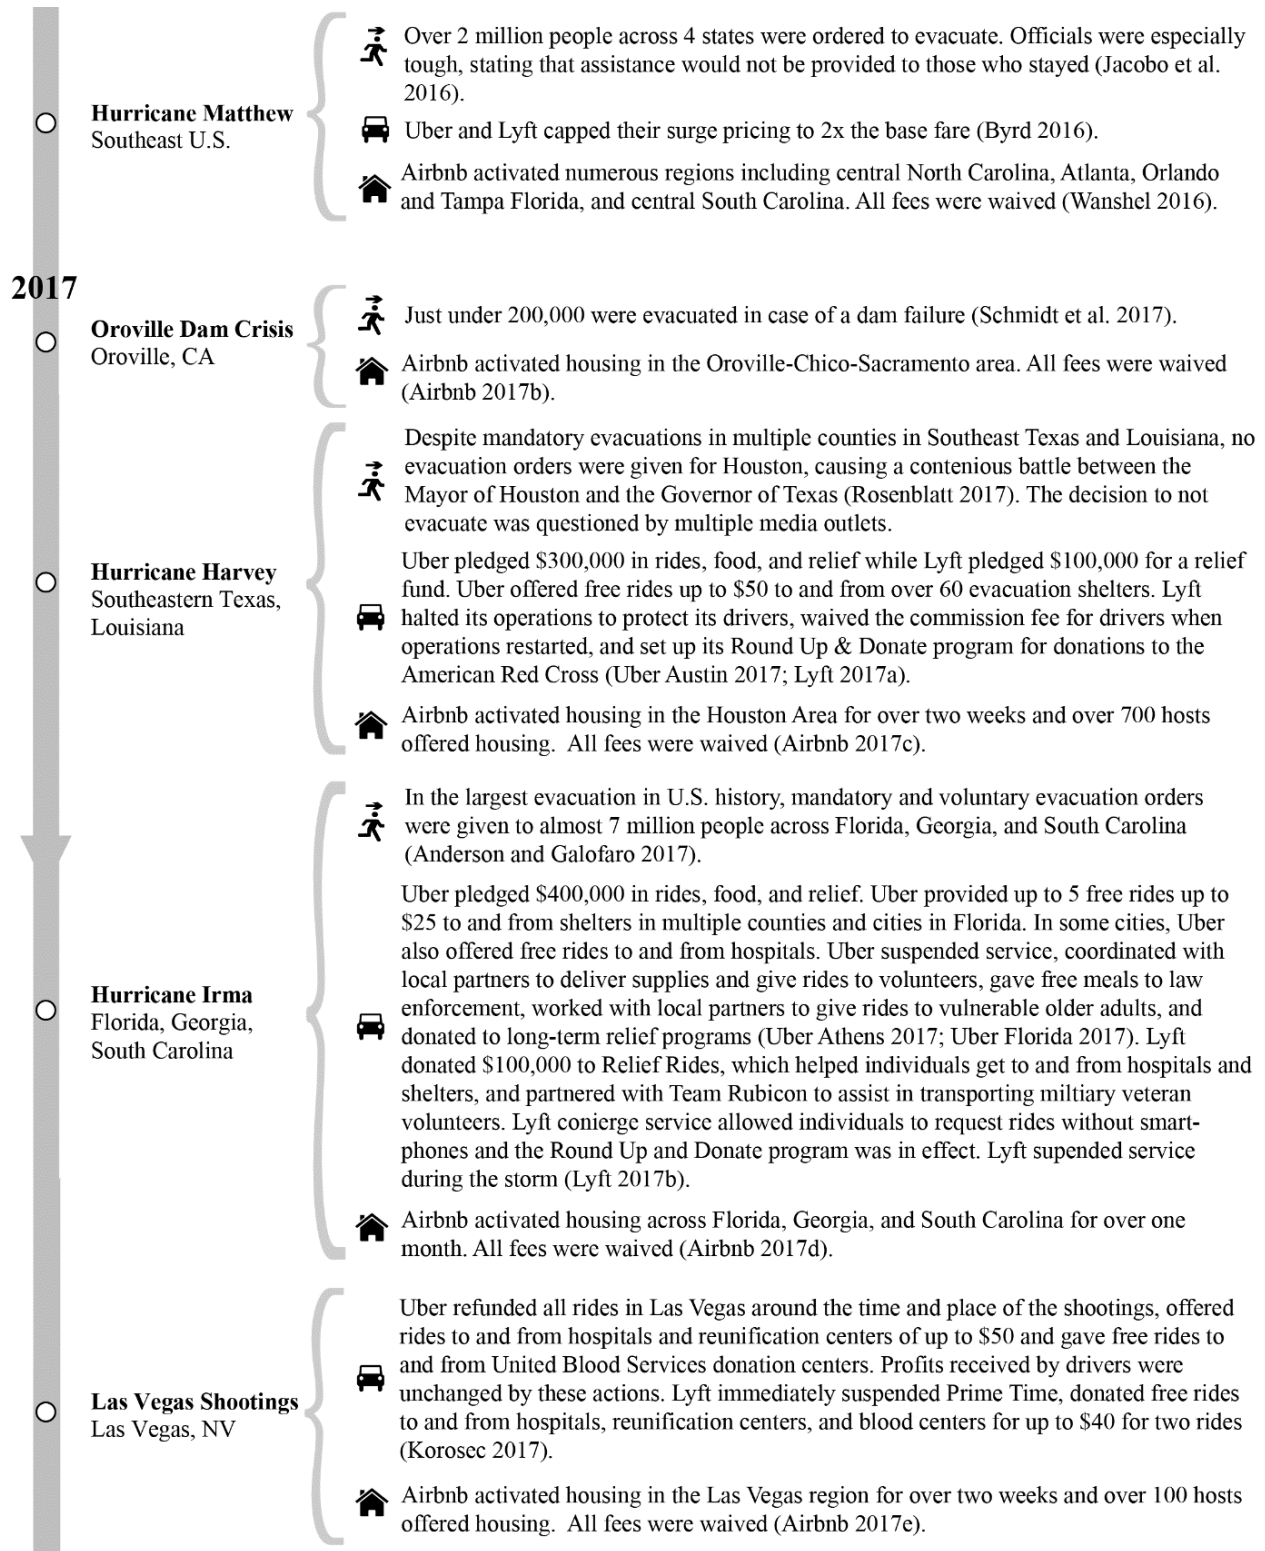 Over 2 million people across 4 states were ordered to evacuate. Officials were especially
tough, stating that assistance would not be provided to those who stayed (Jacobo et al.
2016).
Hurricane Matthew
Southeast U.S.
Uber and Lyft capped their surge pricing to 2x the base fare (Byrd 2016).
Airbnb activated numerous regions including central North Carolina, Atlanta, Orlando
and Tampa Florida, and central South Carolina. All fees were waived (Wanshel 2016).
2017
Oroville Dam Crisis
Oroville, CA
Just under 200,000 were evacuated in case of a dam failure (Schmidt et al. 2017).
Airbnb activated housing in the Oroville-Chico-Sacramento area. All fees were waived
(Airbnb 2017b).
Despite mandatory evacuations in multiple counties in Southeast Texas and Louisiana, no
evacuation orders were given for Houston, causing a contenious battle between the
Mayor of Houston and the Governor of Texas (Rosenblatt 2017). The decision to not
evacuate was questioned by multiple media outlets.
Hurricane Harvey
Southeastern Texas,
Louisiana
Uber pledged $300,000 in rides, food, and relief while Lyft pledged $100,000 for a relief
fund. Uber offered free rides up to $50 to and from over 60 evacuation shelters. Lyft
halted its operations to protect its drivers, waived the commission fee for drivers when
operations restarted, and set up its Round Up & Donate program for donations to the
American Red Cross (Uber Austin 2017; Lyft 2017a).
Airbnb activated housing in the Houston Area for over two weeks and over 700 hosts
offered housing.  All fees were waived (Airbnb 2017c).
In the largest evacuation in U.S. history, mandatory and voluntary evacuation orders
were given to almost 7 million people across Florida, Georgia, and South Carolina
(Anderson and Galofaro 2017).
Hurricane Irma
Florida, Georgia,
South Carolina
Uber pledged $400,000 in rides, food, and relief. Uber provided up to 5 free rides up to
$25 to and from shelters in multiple counties and cities in Florida. In some cities, Uber
also offered free rides to and from hospitals. Uber suspended service, coordinated with
local partners to deliver supplies and give rides to volunteers, gave free meals to law
enforcement, worked with local partners to give rides to vulnerable older adults, and
donated to long-term relief programs (Uber Athens 2017; Uber Florida 2017). Lyft
donated $100,000 to Relief Rides, which helped individuals get to and from hospitals and
shelters, and partnered with Team Rubicon to assist in transporting miltiary veteran
volunteers. Lyft conierge service allowed individuals to request rides without smart-
phones and the Round Up and Donate program was in effect. Lyft supended service
during the storm (Lyft 2017b).
Airbnb activated housing across Florida, Georgia, and South Carolina for over one
month. All fees were waived (Airbnb 2017d).
Las Vegas Shootings
Las Vegas, NV
Uber refunded all rides in Las Vegas around the time and place of the shootings, offered
rides to and from hospitals and reunification centers of up to $50 and gave free rides to
and from United Blood Services donation centers. Profits received by drivers were
unchanged by these actions. Lyft immediately suspended Prime Time, donated free rides
to and from hospitals, reunification centers, and blood centers for up to $40 for two rides
(Korosec 2017).
Airbnb activated housing in the Las Vegas region for over two weeks and over 100 hosts
offered housing.  All fees were waived (Airbnb 2017e).